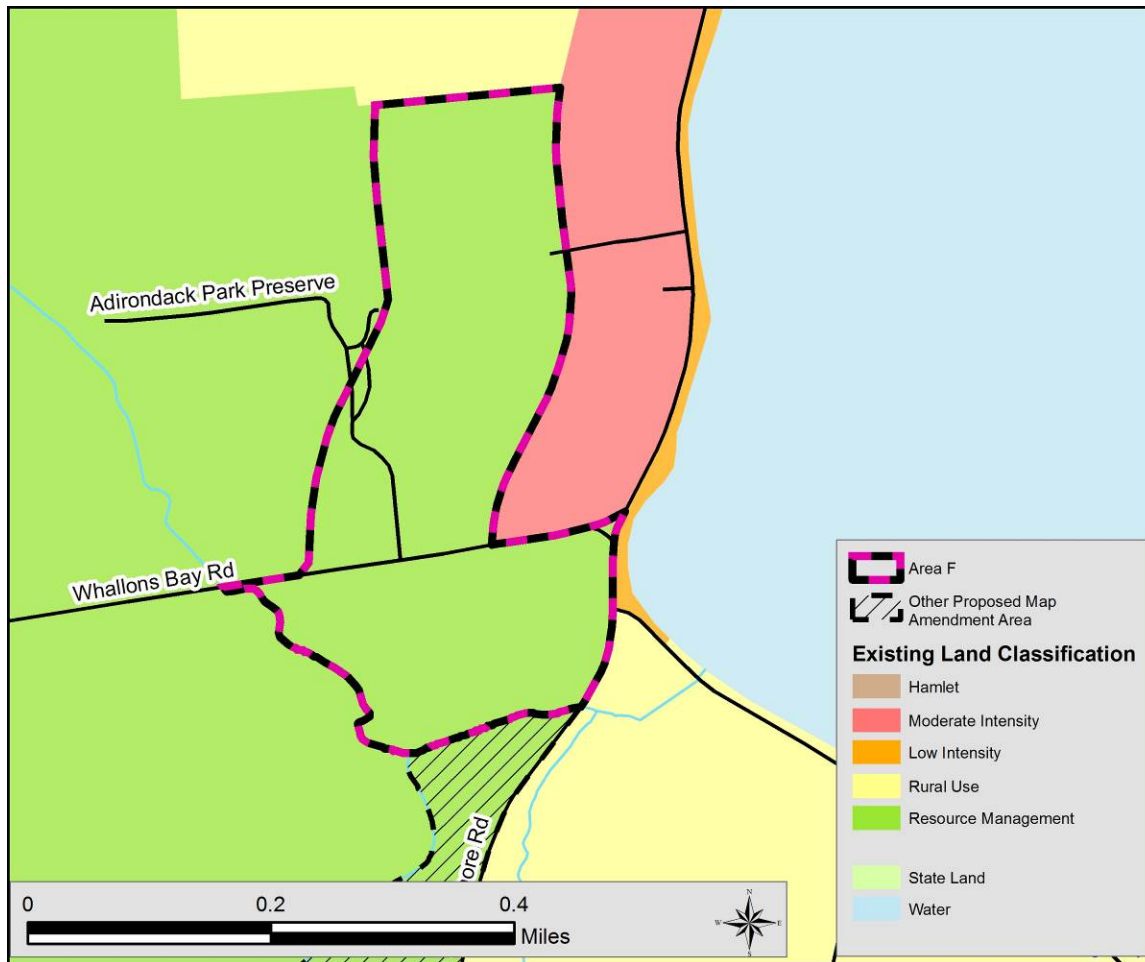 Adirondack Park Preserve
Whallons Bay Rd
Area F
Other Proposed Map
Amendment Area
Existing Land Classification
Hamlet
Moderate Intensity
Low Intensity
Rural Use
Resource Management
State Land
Water
ore Rd
0 0.2 0.4
Miles
N
W E
S